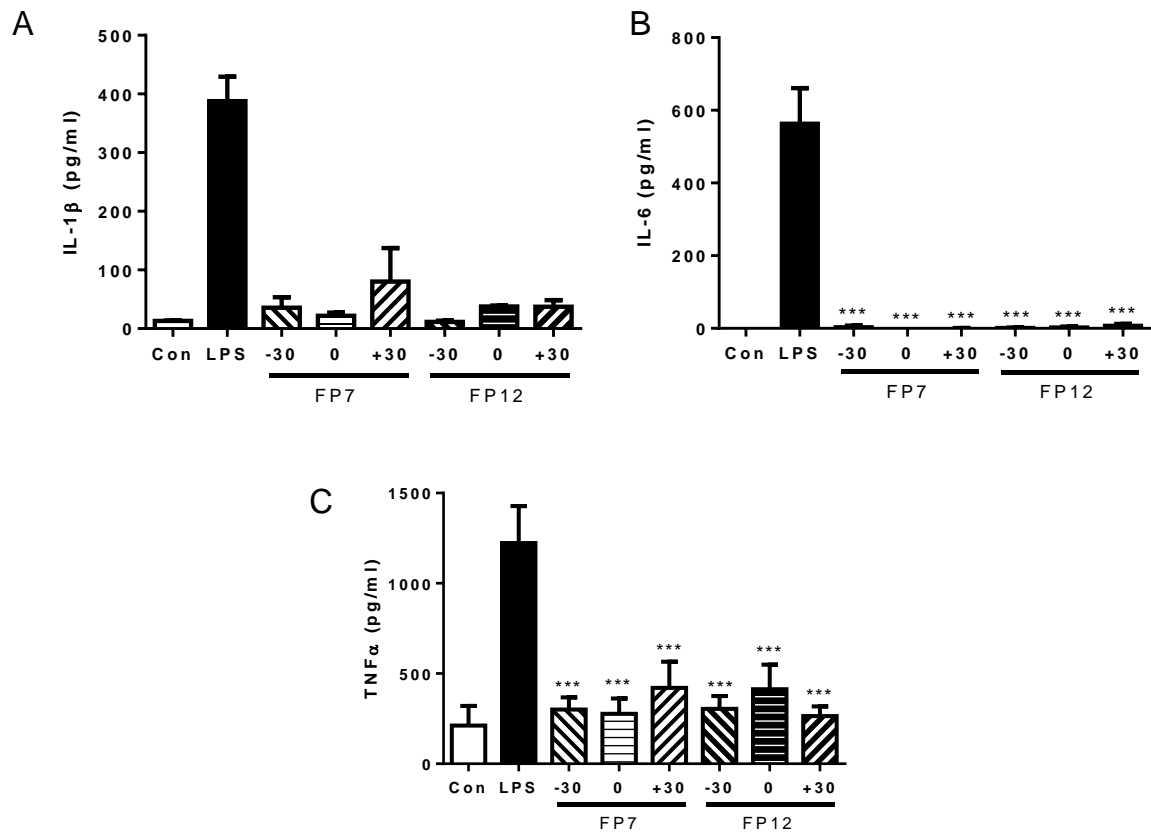 A
500
400
300
200
100
0
IL-1β (pg/ml)
Con LPS -30 0 +30 -30 0 +30
FP7 FP12
B
800
600
400
200
0
IL-6 (pg/ml)
*** *** *** *** *** ***
Con LPS -30 0 +30 -30 0 +30
FP7 FP12
C
1500
1000
500
0
TNFα (pg/ml)
*** *** *** *** *** ***
Con LPS -30 0 +30 -30 0 +30
FP7 FP12